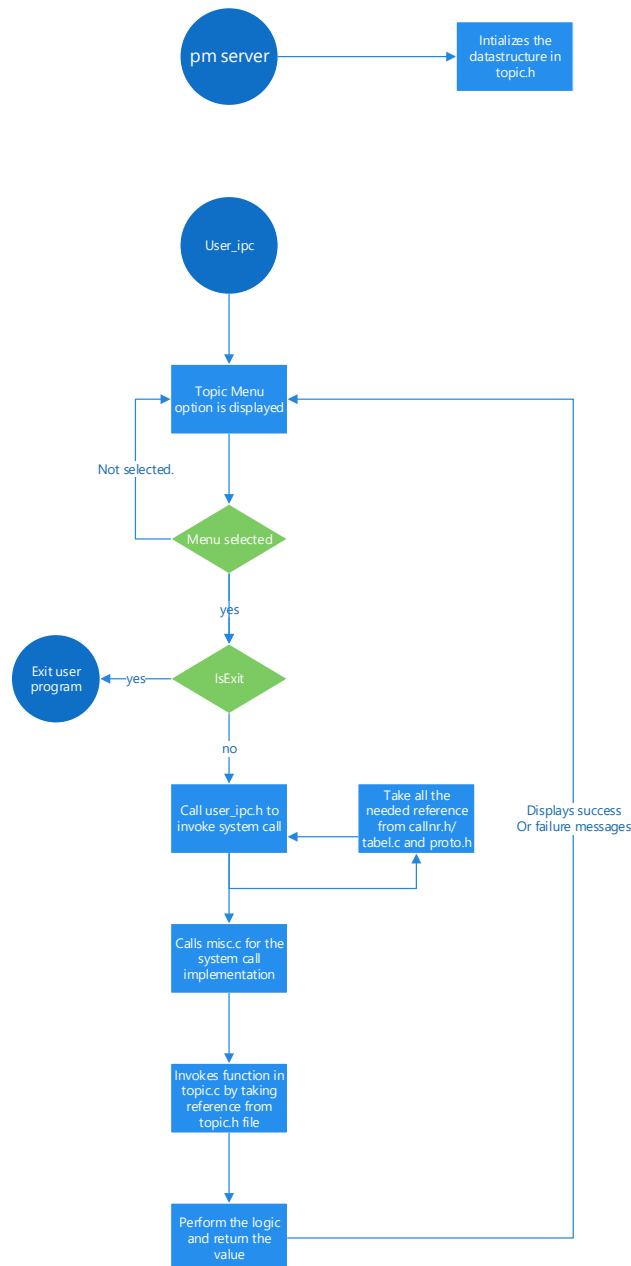 pm server
Intializes the
datastructure in
topic.h
User_ipc
Topic Menu
option is displayed
Not selected.
Menu selected
yes
Exit user
program
yes
IsExit
no
Call user_ipc.h to
invoke system call
Take all the
needed reference
from callnr.h/
tabel.c and proto.h
Displays success
Or failure messages
Calls misc.c for the
system call
implementation
Invokes function in
topic.c by taking
reference from
topic.h file
Perform the logic
and return the
value